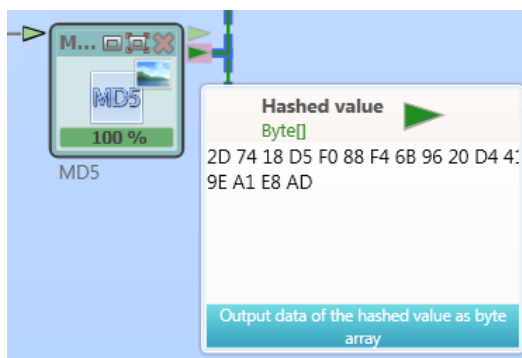 M...
MD5
100 %
MD5
Hashed value
Byte[]
2D 74 18 D5 F0 88 F4 6B 96 20 D4
9E A1 E8 AD
Output data of the hashed value as byte
array